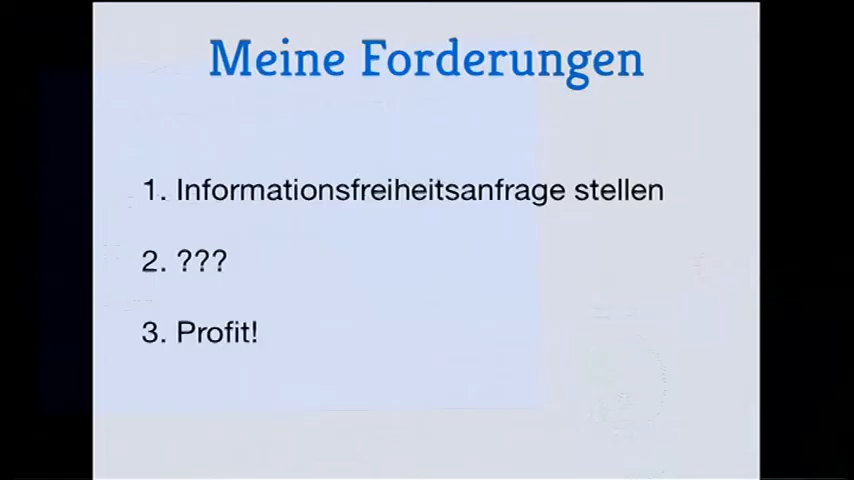 Meine Forderungen
1. Informationsfreiheitsanfrage stellen
2. ???
3. Profit!